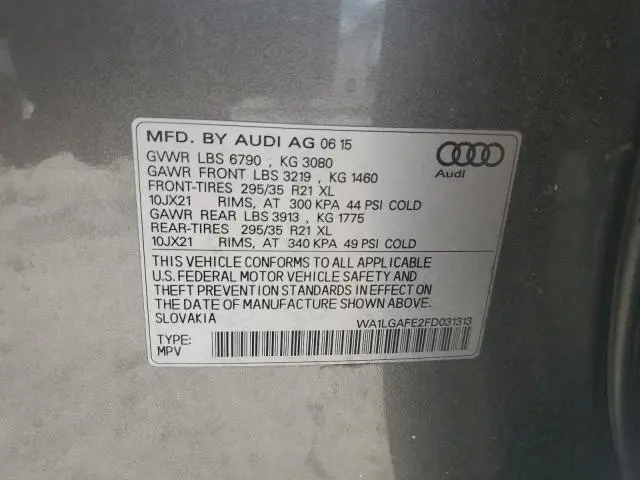 MFD. BY AUDI AG 06 15
GVWR LBS 6790 , KG 3080
GAWR FRONT LBS 3219 , KG 1460
FRONT-TIRES 295/35 R21 XL
10JX21 RIMS, AT 300 KPA 44 PSI COLD
GAWR REAR LBS 3913 , KG 1775
REAR-TIRES 295/35 R21 XL
10JX21 RIMS, AT 340 KPA 49 PSI COLD
Audi
THIS VEHICLE CONFORMS TO ALL APPLICABLE
U.S. FEDERAL MOTOR VEHICLE SAFETY AND
THEFT PREVENTION STANDARDS IN EFFECT ON
THE DATE OF MANUFACTURE SHOWN ABOVE.
SLOVAKIA
WA1LGAFE2FD031313
TYPE:
MPV